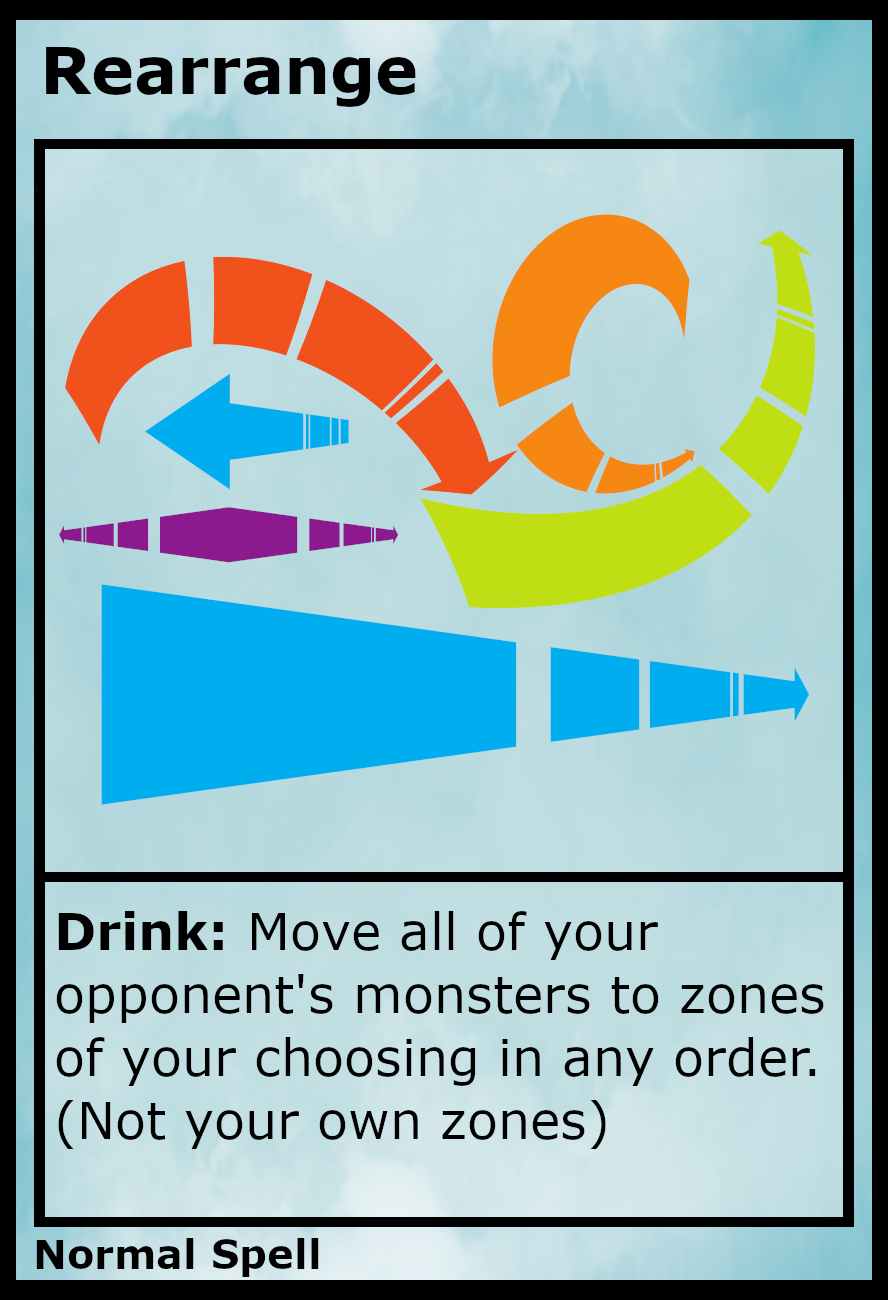 Rearrange
Drink: Move all of your
opponent's monsters to zones
of your choosing in any order.
(Not your own zones)
Normal Spell